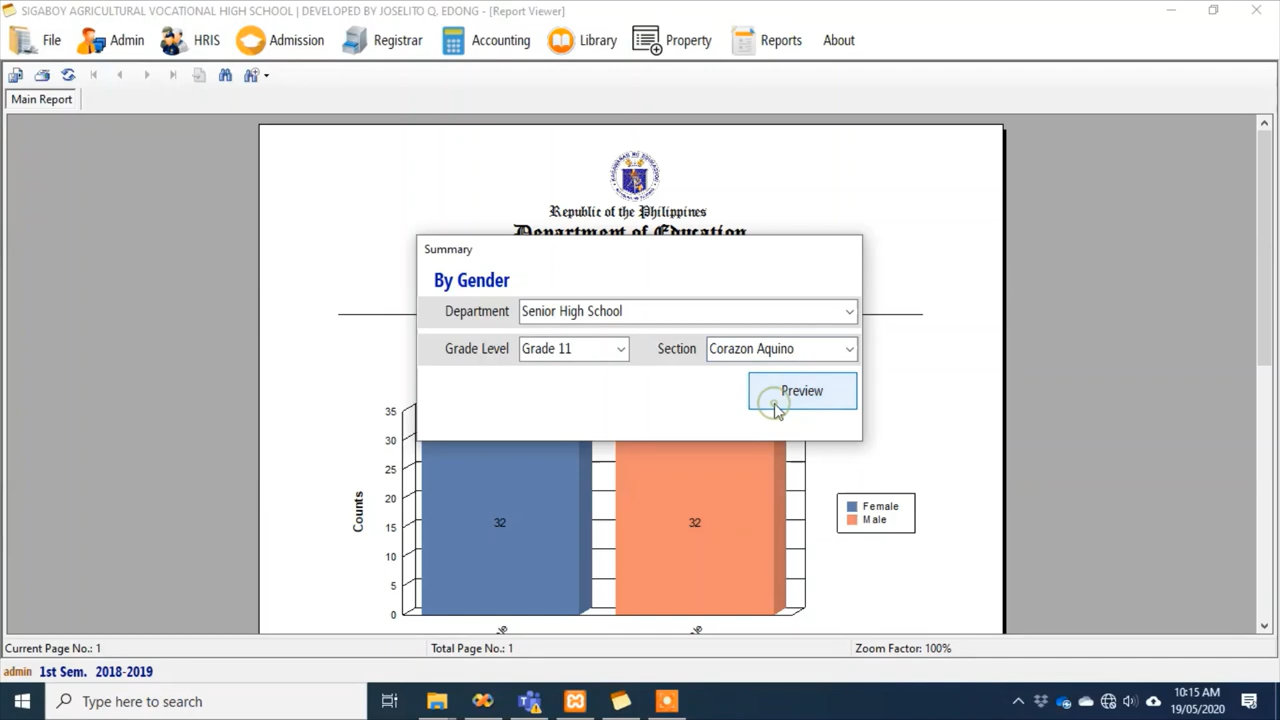 SIGABOY AGRICULTURAL VOCATIONAL HIGH SCHOOL | DEVELOPED BY JOSELITO Q. EDONG - [Report Viewer]
File Admin HRIS Admission Registrar Accounting Library Property Reports About
Main Report
Republic of the Philippines
Department of Education
Summary
By Gender
Department Senior High School
Grade Level Grade 11 Section Corazon Aquino
Preview
35
30
25
20
15
10
5
0
Counts
32
32
Female
Male
Current Page No.: 1 Total Page No.: 1 Zoom Factor: 100%
admin 1st Sem. 2018-2019
Type here to search
10:15 AM
19/05/2020